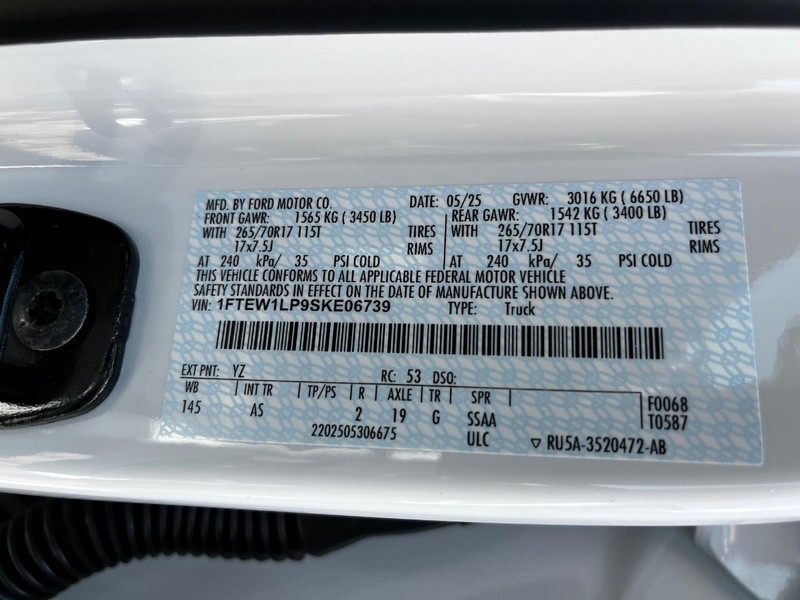 MFD. BY FORD MOTOR CO. DATE: 05/25 GVWR: 3016 KG ( 6650 LB)
FRONT GAWR: 1565 KG ( 3450 LB) REAR GAWR: 1542 KG ( 3400 LB)
WITH 265/70R17 115T TIRES WITH 265/70R17 115T TIRES
17x7.5J RIMS 17x7.5J RIMS
AT 240 kPa/ 35 PSI COLD AT 240 kPa/ 35 PSI COLD
THIS VEHICLE CONFORMS TO ALL APPLICABLE FEDERAL MOTOR VEHICLE
SAFETY STANDARDS IN EFFECT ON THE DATE OF MANUFACTURE SHOWN ABOVE.
VIN: 1FTEW1LP9SKE06739 TYPE: Truck
EXT PNT: YZ RC: 53 DSO:
WB INT TR TP/PS R AXLE TR SPR F0068
145 AS 2 19 G SSAA T0587
2202505306675 ULC ▽ RU5A-3520472-AB